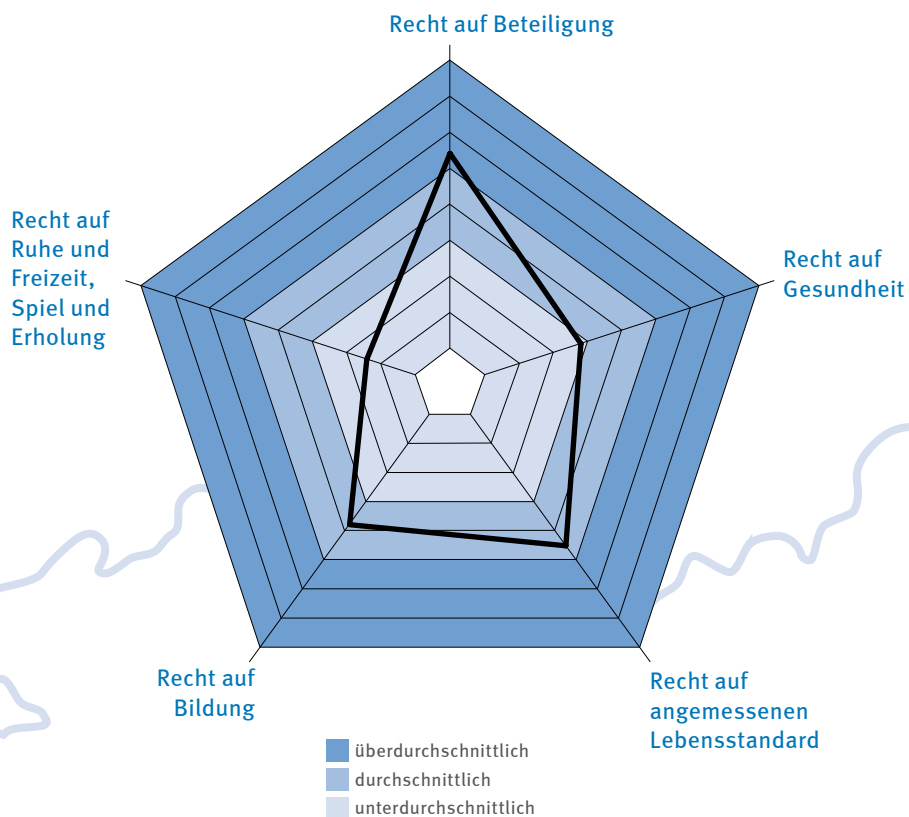 Recht auf Beteiligung
Recht auf
Ruhe und
Freizeit,
Spiel und
Erholung
Recht auf
Gesundheit
Recht auf
Bildung
Recht auf
angemessenen
Lebensstandard
überdurchschnittlich
durchschnittlich
unterdurchschnittlich